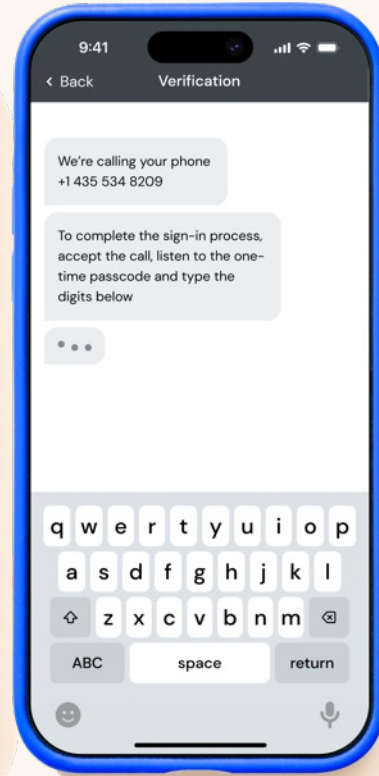 9:41
< Back Verification
We're calling your phone
+1 435 534 8209
To complete the sign-in process,
accept the call, listen to the one-
time passcode and type the
digits below
q w e r t y u i o p
a s d f g h j k l
z x c v b n m
ABC space return